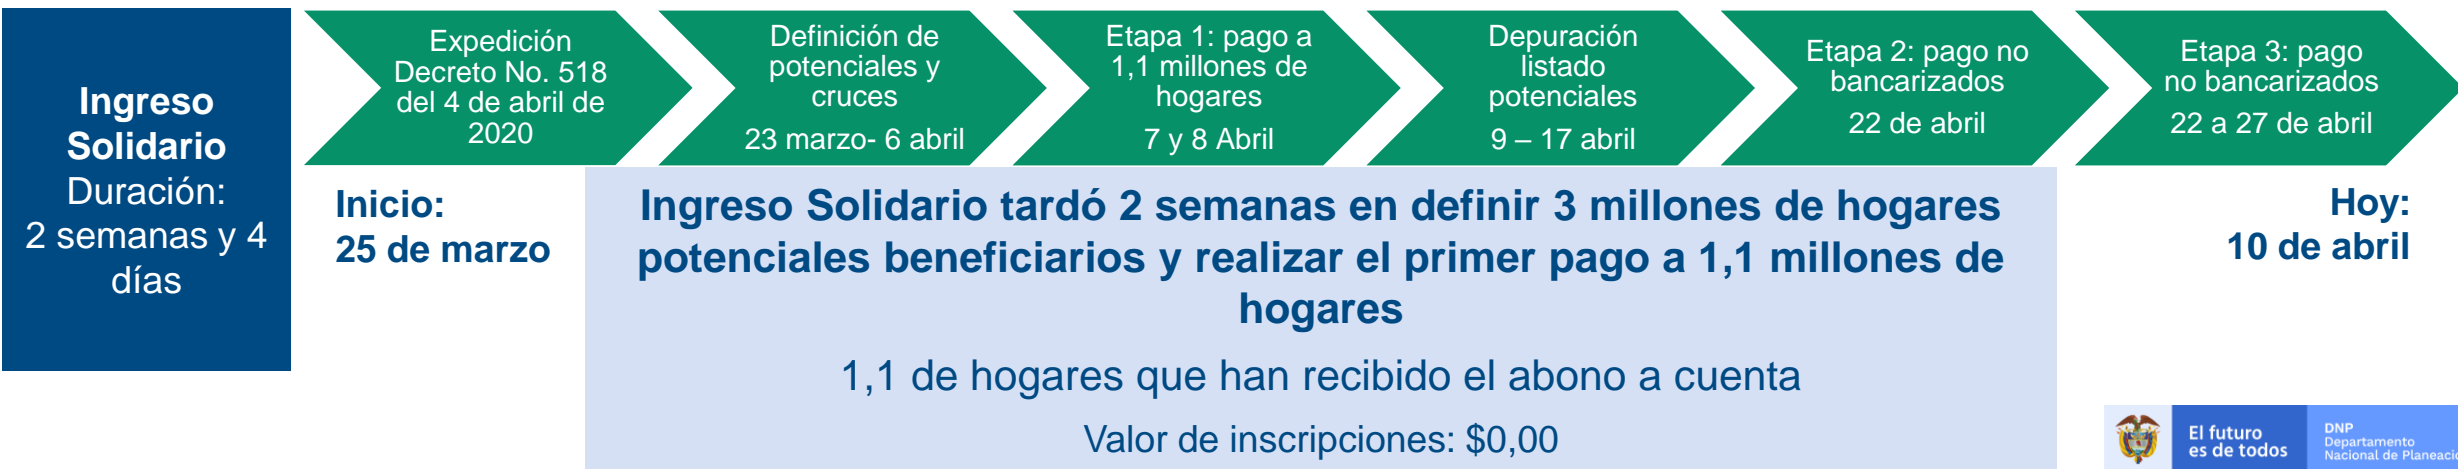 Ingreso
Solidario
Duración:
2 semanas y 4
días
Expedición
Decreto No. 518
del 4 de abril de
2020
Definición de
potenciales y
cruces
23 marzo- 6 abril
Etapa 1: pago a
1,1 millones de
hogares
7 y 8 Abril
Depuración
listado
potenciales
9 – 17 abril
Etapa 2: pago no
bancarizados
22 de abril
Etapa 3: pago
no bancarizados
22 a 27 de abril
Inicio:
25 de marzo
Ingreso Solidario tardó 2 semanas en definir 3 millones de hogares
potenciales beneficiarios y realizar el primer pago a 1,1 millones de
hogares
1,1 de hogares que han recibido el abono a cuenta
Valor de inscripciones: $0,00
Hoy:
10 de abril
El futuro
es de todos
DNP
Departamento
Nacional de Planeació